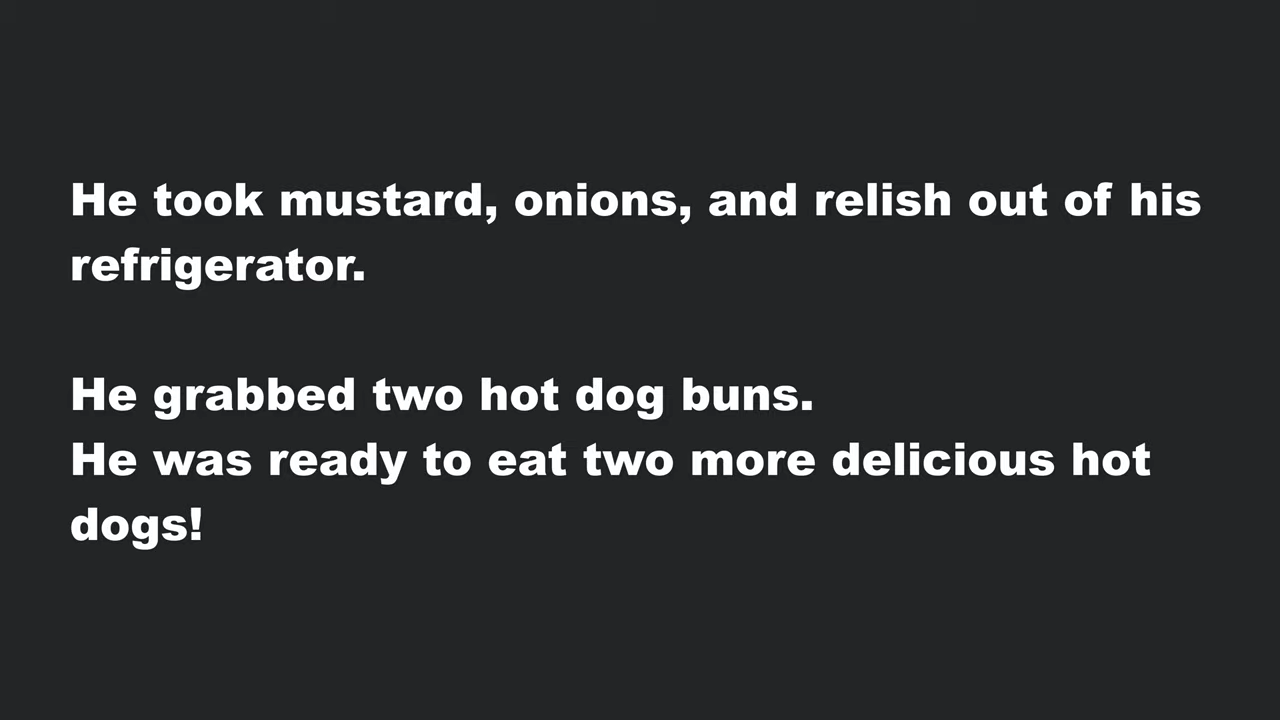 He took mustard, onions, and relish out of his
refrigerator.
He grabbed two hot dog buns.
He was ready to eat two more delicious hot
dogs!